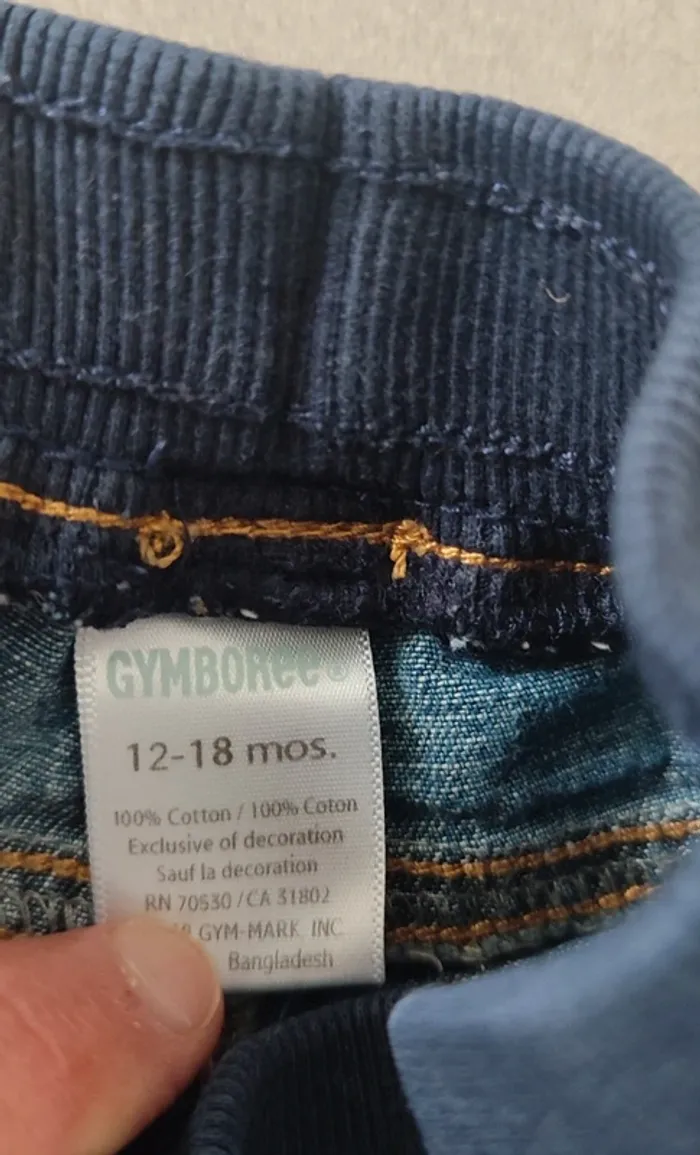 GYMBORee®
12-18 mos.
100% Cotton / 100% Coton
Exclusive of decoration
Sauf la decoration
RN 70530 / CA 31802
GYM-MARK. INC
Bangladesh